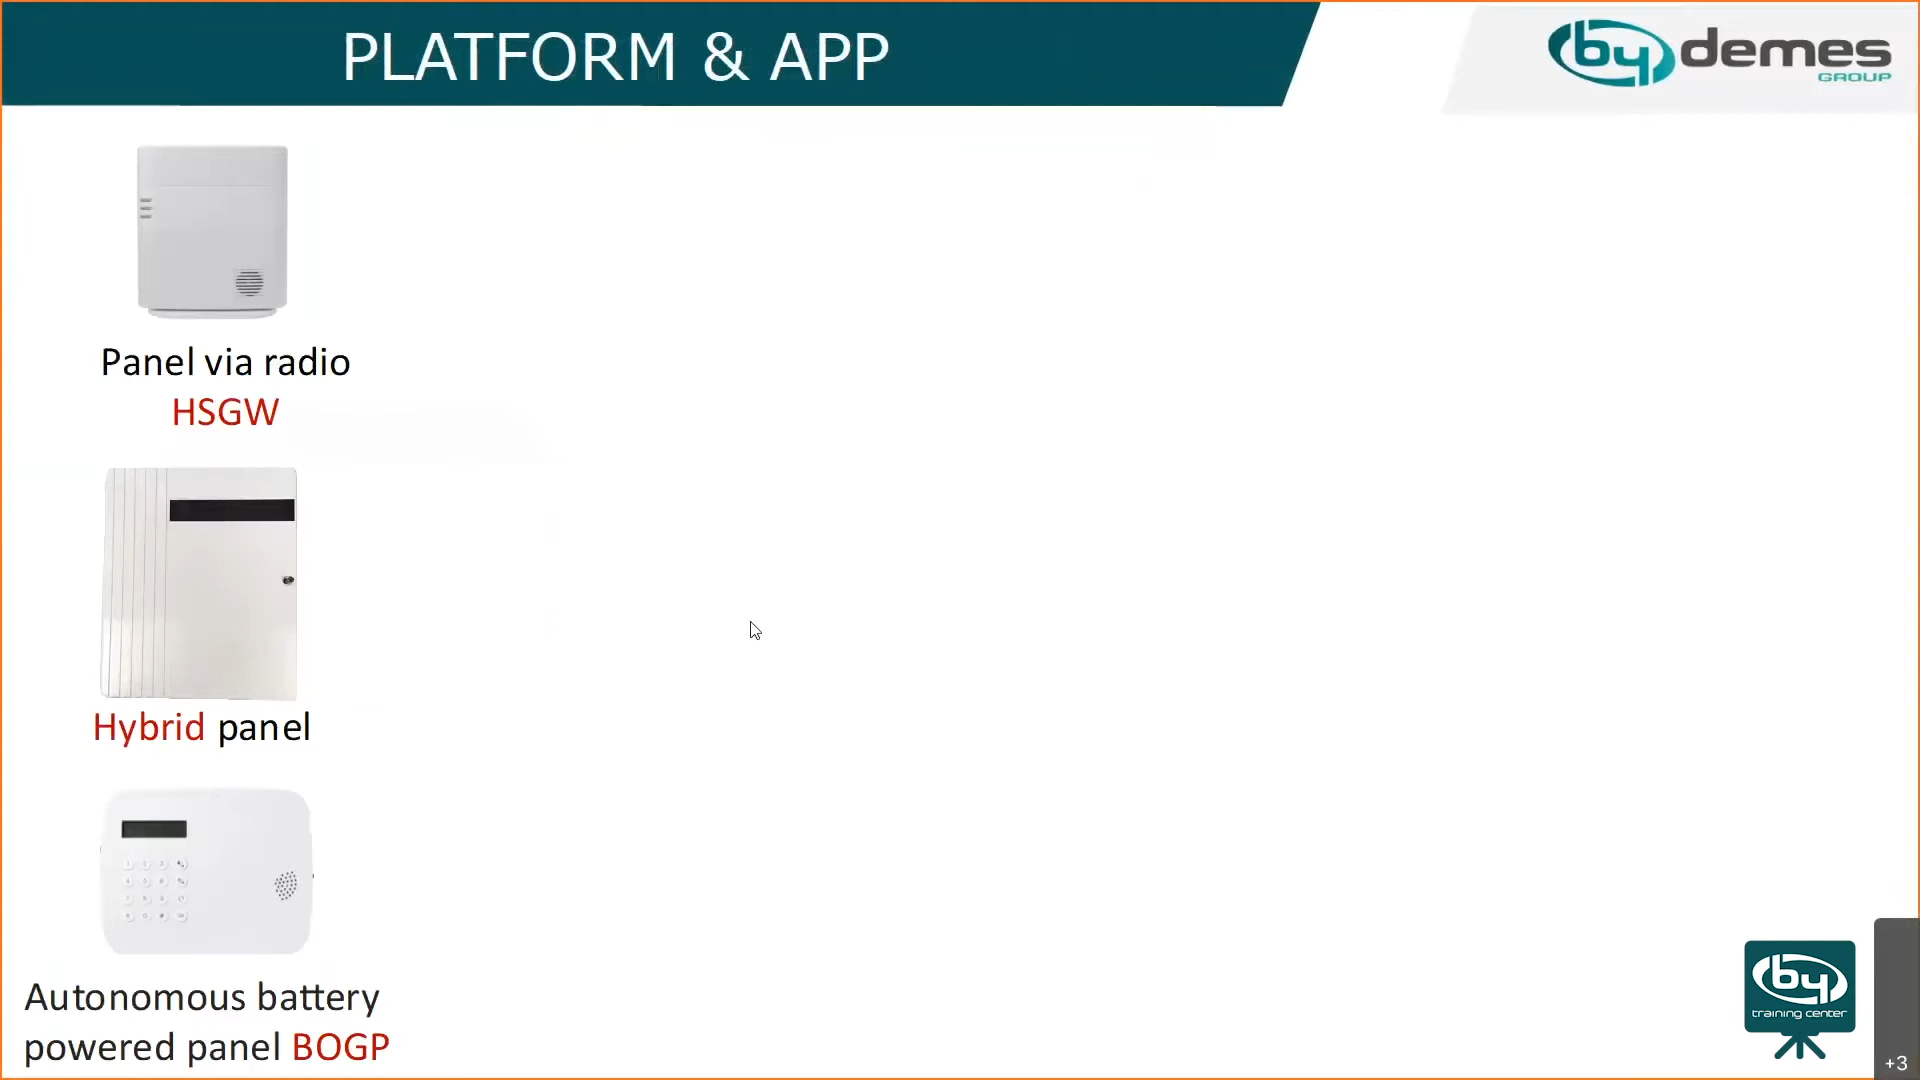 PLATFORM & APP
by demes
GROUP
Panel via radio
HSGW
Hybrid panel
Autonomous battery
powered panel BOGP
by
training center
+3